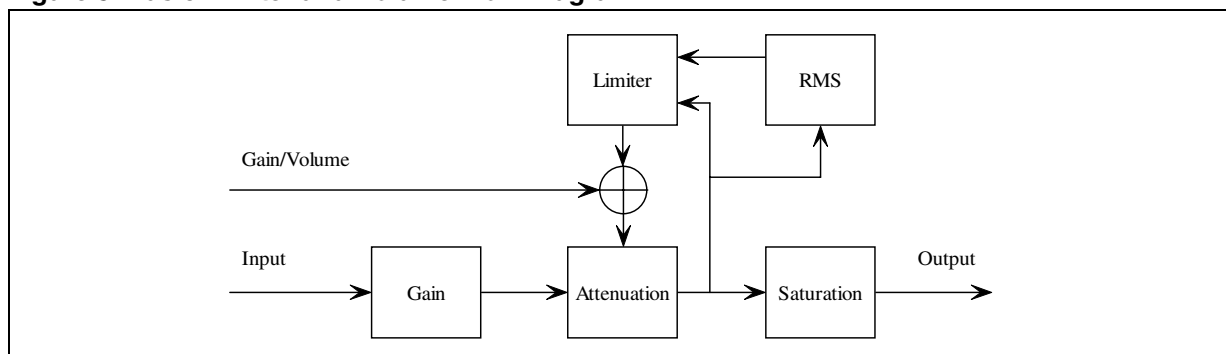 Limiter
RMS
Gain/Volume
Input
Output
Gain
Attenuation
Saturation